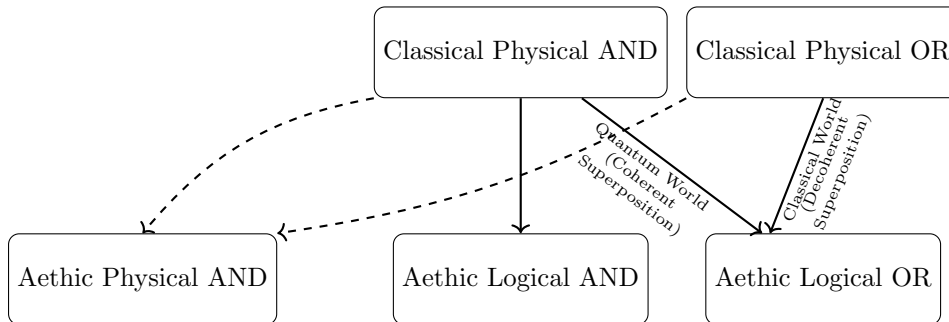 Classical Physical AND
Classical Physical OR
Quantum World
(Coherent
Superposition)
Classical World
(Decoherent
Superposition)
Aethic Physical AND
Aethic Logical AND
Aethic Logical OR